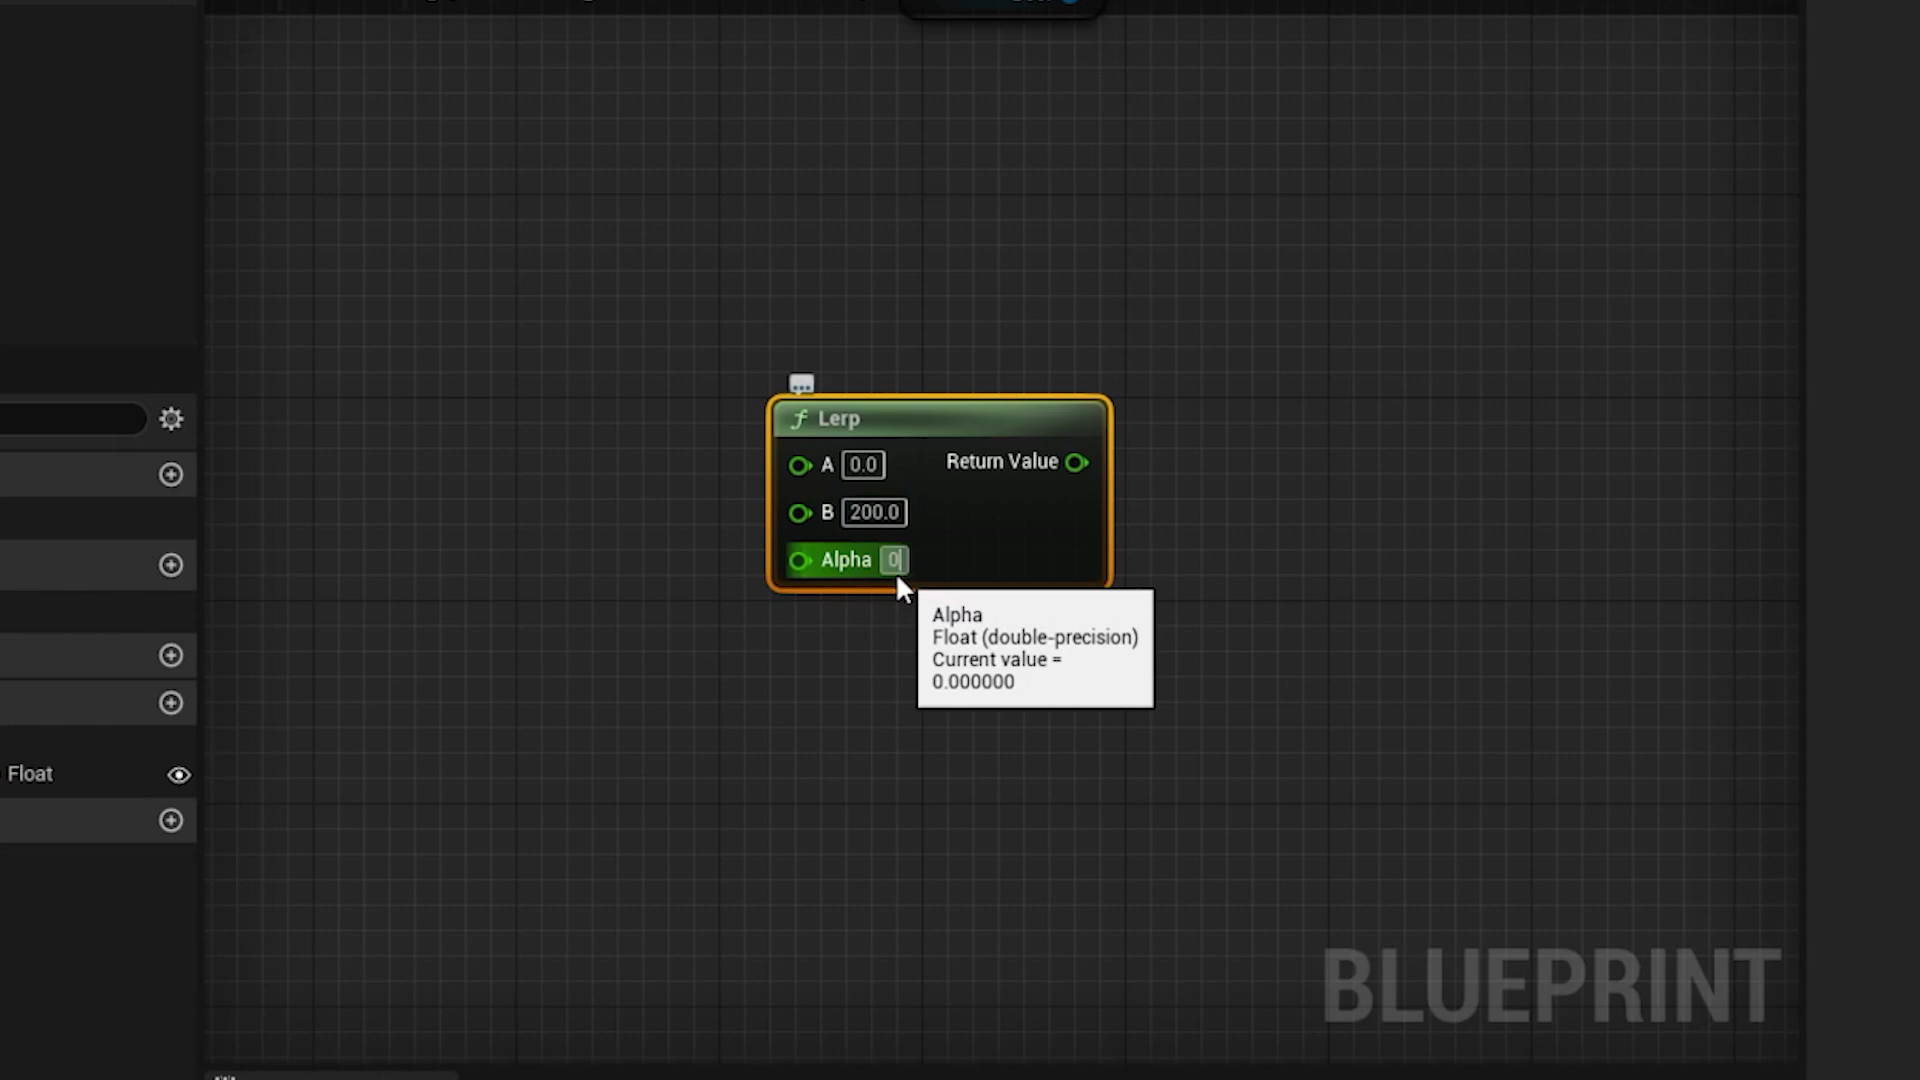 Lerp
A 0.0
Return Value
B 200.0
Alpha 0
Alpha
Float (double-precision)
Current value =
0.000000
Float
BLUEPRINT